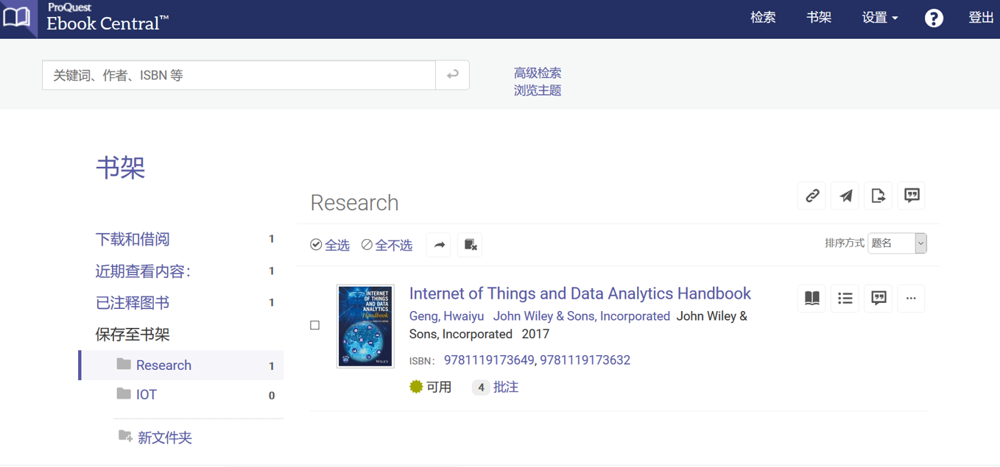 ProQuest
Ebook Central™
检索 书架 设置 ? 登出
关键词、作者、ISBN 等
高级检索
浏览主题
书架
Research
下载和借阅 1
近期查看内容: 1
已注释图书 1
保存至书架
Research 1
IOT 0
新文件夹
全选 全不选
排序方式 题名
INTERNET
OF THINGS
AND DATA
ANALYTICS
Handbook
WILEY
Internet of Things and Data Analytics Handbook
Geng, Hwaiyu John Wiley & Sons, Incorporated John Wiley &
Sons, Incorporated 2017
ISBN: 9781119173649, 9781119173632
可用 4 批注